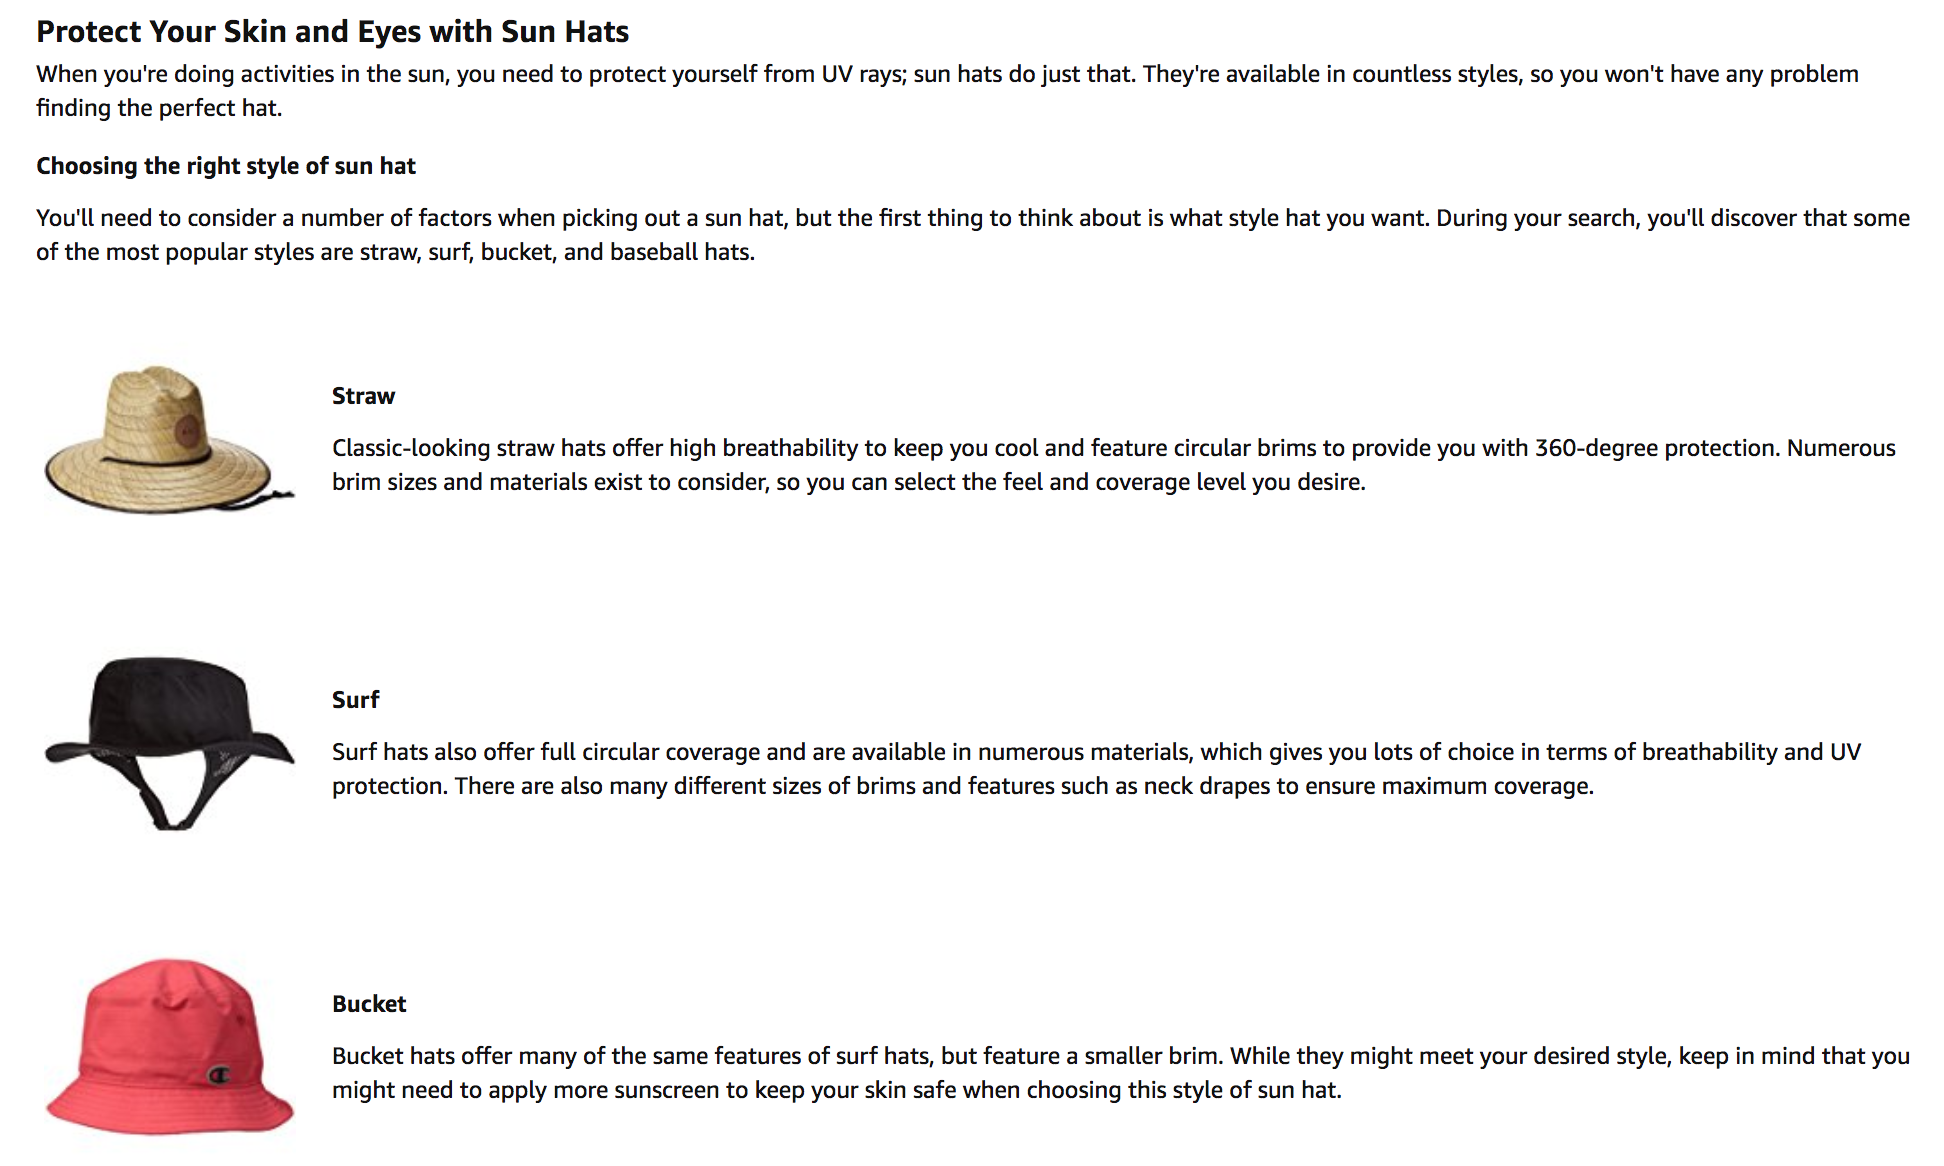 Protect Your Skin and Eyes with Sun Hats
When you're doing activities in the sun, you need to protect yourself from UV rays; sun hats do just that. They're available in countless styles, so you won't have any problem
finding the perfect hat.
Choosing the right style of sun hat
You'll need to consider a number of factors when picking out a sun hat, but the first thing to think about is what style hat you want. During your search, you'll discover that some
of the most popular styles are straw, surf, bucket, and baseball hats.
Straw
Classic-looking straw hats offer high breathability to keep you cool and feature circular brims to provide you with 360-degree protection. Numerous
brim sizes and materials exist to consider, so you can select the feel and coverage level you desire.
Surf
Surf hats also offer full circular coverage and are available in numerous materials, which gives you lots of choice in terms of breathability and UV
protection. There are also many different sizes of brims and features such as neck drapes to ensure maximum coverage.
Bucket
Bucket hats offer many of the same features of surf hats, but feature a smaller brim. While they might meet your desired style, keep in mind that you
might need to apply more sunscreen to keep your skin safe when choosing this style of sun hat.